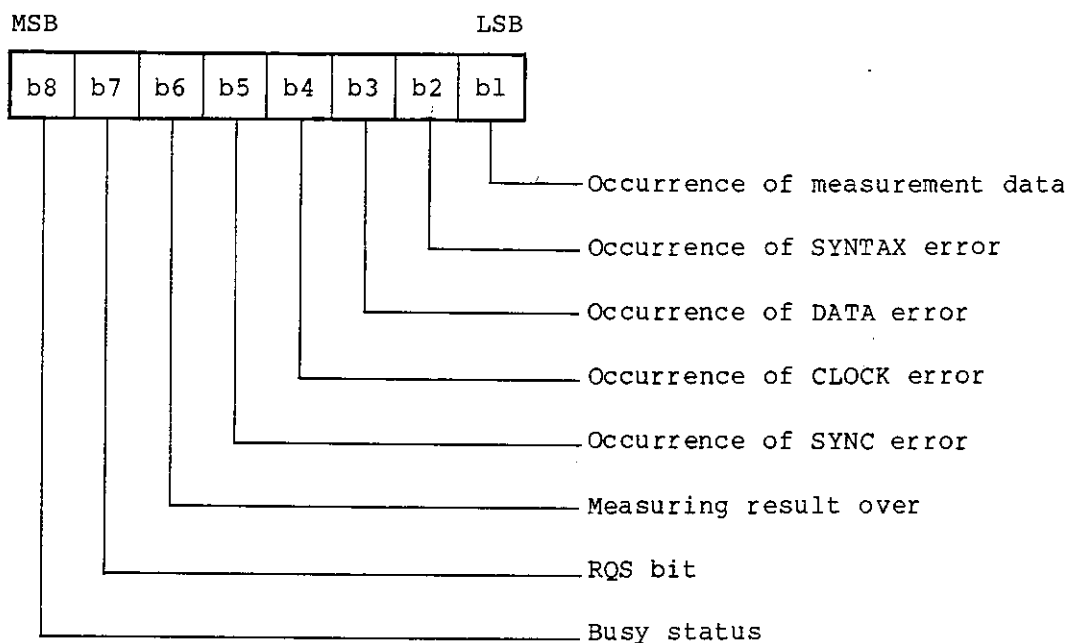 MSB LSB
b8 b7 b6 b5 b4 b3 b2 b1
Occurrence of measurement data
Occurrence of SYNTAX error
Occurrence of DATA error
Occurrence of CLOCK error
Occurrence of SYNC error
Measuring result over
RQS bit
Busy status